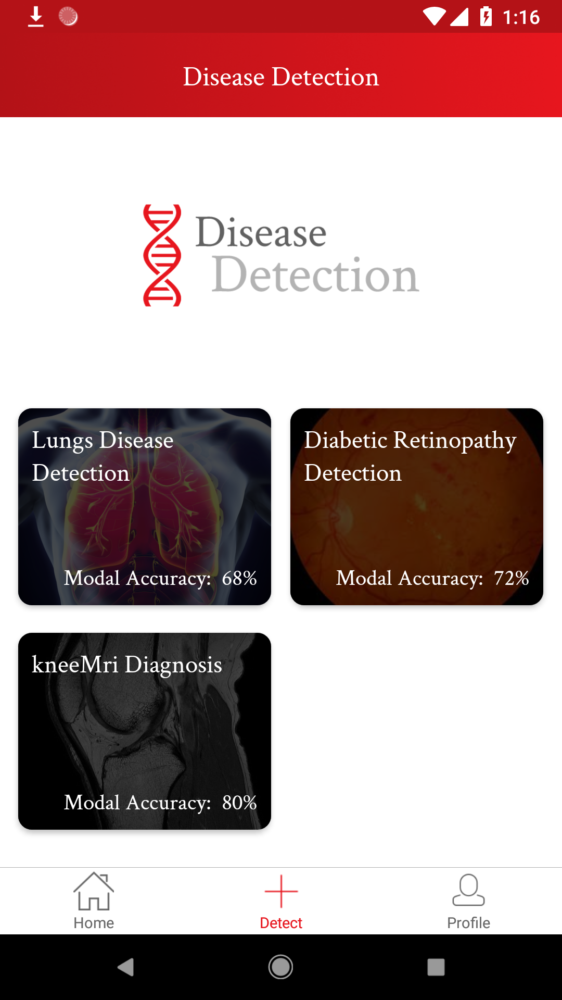 1:16
Disease Detection
Disease
Detection
Lungs Disease
Detection
Modal Accuracy: 68%
Diabetic Retinopathy
Detection
Modal Accuracy: 72%
kneeMri Diagnosis
Modal Accuracy: 80%
Home
Detect
Profile